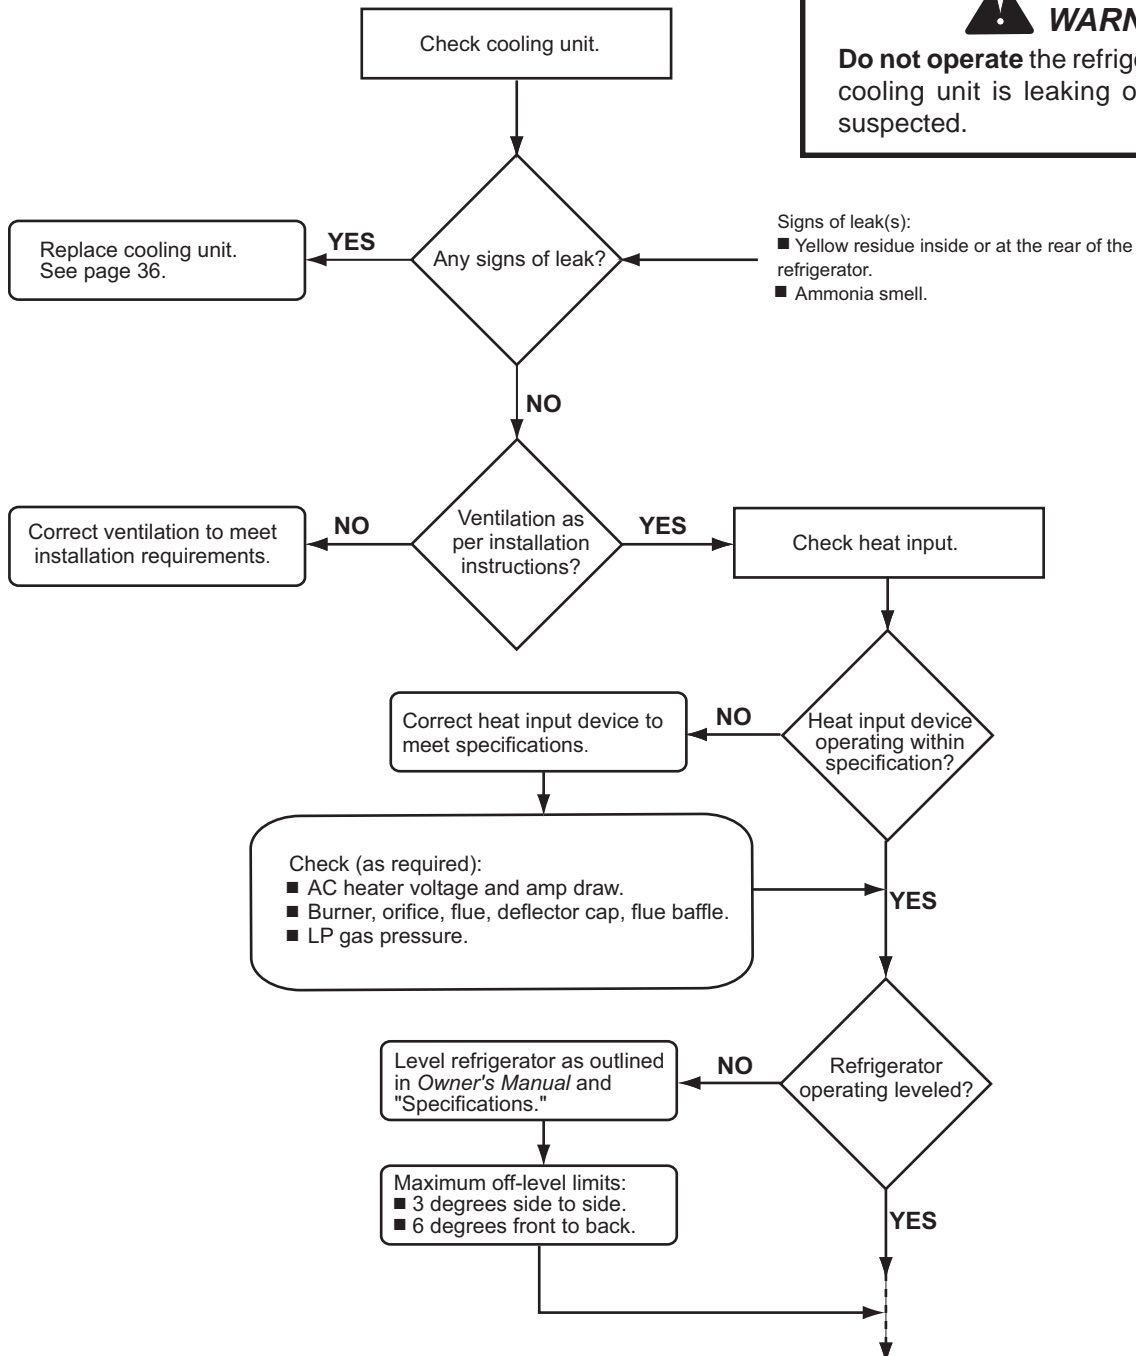 Check cooling unit.
WARN
Do not operate the refrige
cooling unit is leaking o
suspected.
Signs of leak(s):
■ Yellow residue inside or at the rear of the
refrigerator.
■ Ammonia smell.
Replace cooling unit.
See page 36.
YES
Any signs of leak?
NO
Correct ventilation to meet
installation requirements.
NO
Ventilation as
per installation
instructions?
YES
Check heat input.
Correct heat input device to
meet specifications.
NO
Heat input device
operating within
specification?
Check (as required):
■ AC heater voltage and amp draw.
■ Burner, orifice, flue, deflector cap, flue baffle.
■ LP gas pressure.
YES
Level refrigerator as outlined
in Owner's Manual and
"Specifications."
NO
Refrigerator
operating leveled?
Maximum off-level limits:
■ 3 degrees side to side.
■ 6 degrees front to back.
YES